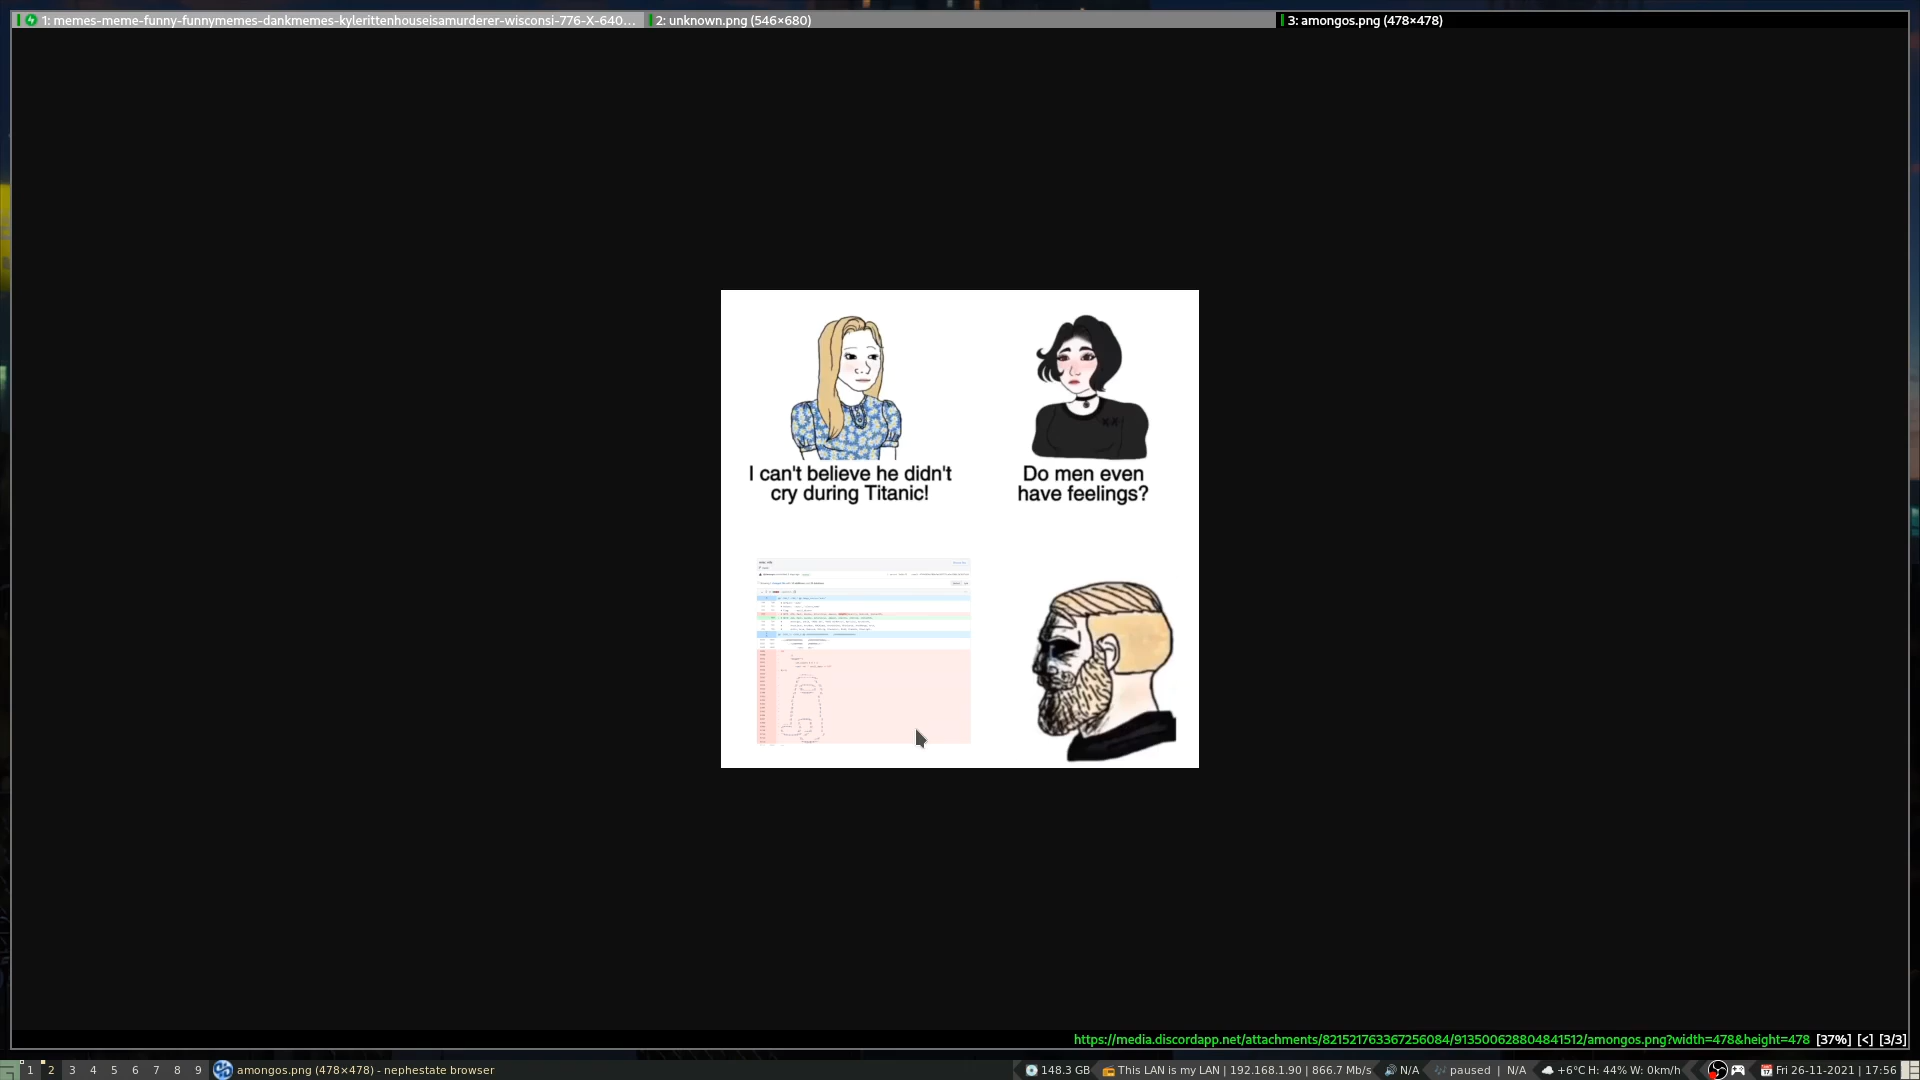 1: memes-meme-funny-funnymemes-dankmemes-kylerittenhouseisamurderer-wisconsi-776-X-640...
2: unknown.png (546×680)
3: amongos.png (478×478)
I can't believe he didn't
cry during Titanic!
Do men even
have feelings?
https://media.discordapp.net/attachments/821521763367256084/913500628804841512/amongos.png?width=478&height=478 [37%] [<] [3/3]
1 2 3 4 5 6 7 8 9 amongos.png (478×478) - nephestate browser 148.3 GB This LAN is my LAN | 192.168.1.90 | 866.7 Mb/s N/A paused | N/A +6°C H: 44% W: 0km/h Fri 26-11-2021 | 17:56